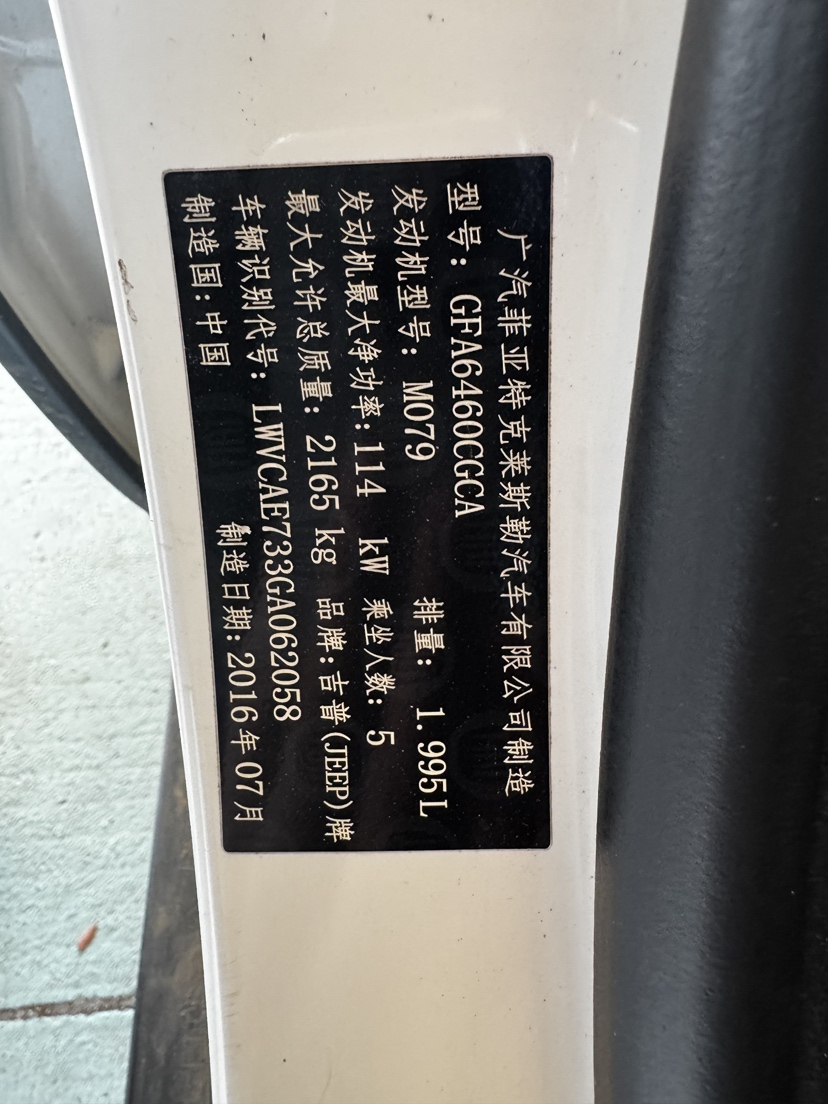 广汽菲亚特克莱斯勒汽车有限公司制造
型号: GFA6460CGCA
发动机型号: M079 排量: 1.995L
发动机最大净功率:114 kW 乘坐人数: 5
最大允许总质量: 2165 kg 品牌:吉普(JEEP)牌
车辆识别代号: LWVCAE733GA062058
制造国:中国 制造日期:2016年07月